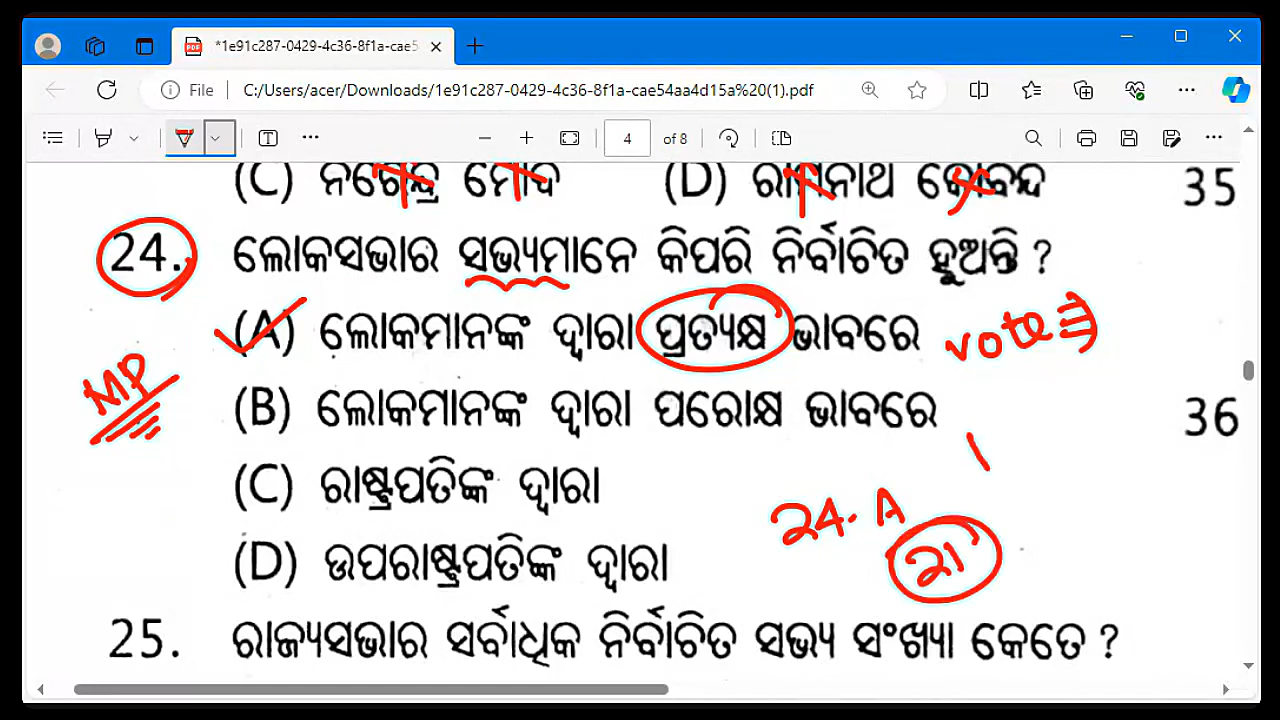 *1e91c287-0429-4c36-8f1a-cae5
File C:/Users/acer/Downloads/1e91c287-0429-4c36-8f1a-cae54aa4d15a%20(1).pdf
4 of 8
(C) ନରେନ୍ଦ୍ର ମୋଦି (D) ରାମନାଥ କୋବିନ୍ଦ 35
24. ଲୋକସଭାର ସଭ୍ୟମାନେ କିପରି ନିର୍ବାଚିତ ହୁଅନ୍ତି ?
(A) ଲୋକମାନଙ୍କ ଦ୍ୱାରା ପ୍ରତ୍ୟକ୍ଷ ଭାବରେ vote
MP
(B) ଲୋକମାନଙ୍କ ଦ୍ୱାରା ପରୋକ୍ଷ ଭାବରେ 36
(C) ରାଷ୍ଟ୍ରପତିଙ୍କ ଦ୍ୱାରା
24. A
(D) ଉପରାଷ୍ଟ୍ରପତିଙ୍କ ଦ୍ୱାରା
25. ରାଜ୍ୟସଭାର ସର୍ବାଧିକ ନିର୍ବାଚିତ ସଭ୍ୟ ସଂଖ୍ୟା କେତେ ?